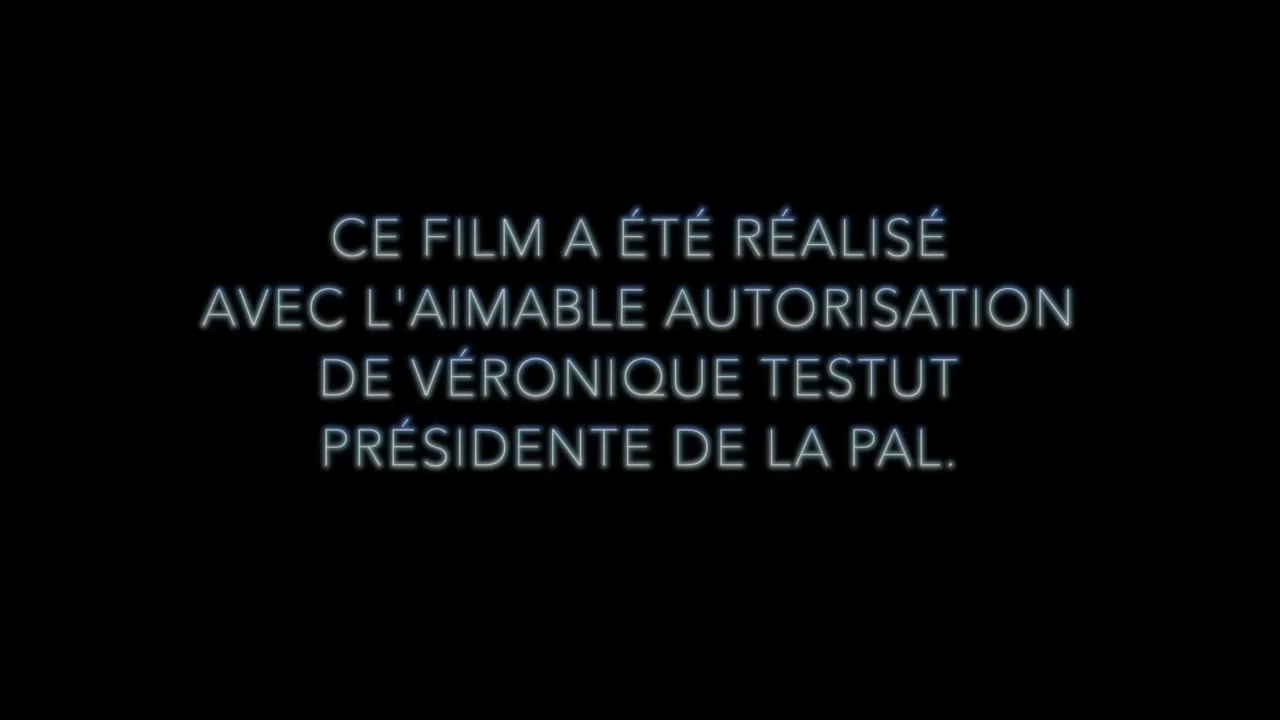 CE FILM A ÉTÉ RÉALISÉ
AVEC L'AIMABLE AUTORISATION
DE VÉRONIQUE TESTUT
PRÉSIDENTE DE LA PAL.